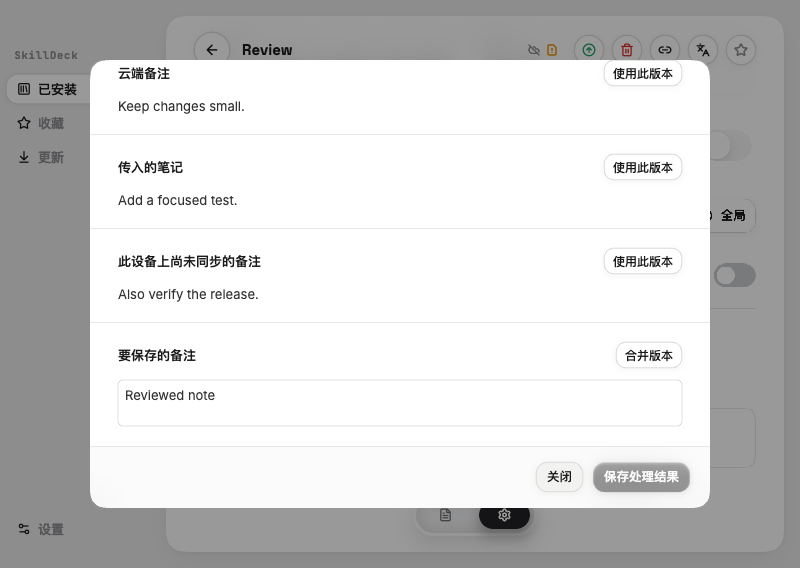 SkillDeck
Review
已安装
收藏
更新
云端备注
使用此版本
Keep changes small.
传入的笔记
使用此版本
Add a focused test.
全局
此设备上尚未同步的备注
使用此版本
Also verify the release.
要保存的备注
合并版本
Reviewed note
关闭
保存处理结果
设置